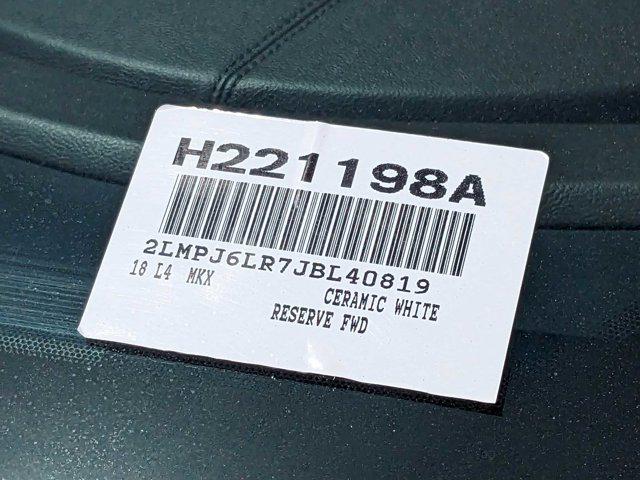 H221198A
2LMPJ6LR7JBL40819
18 L4 MKX
CERAMIC WHITE
RESERVE FWD